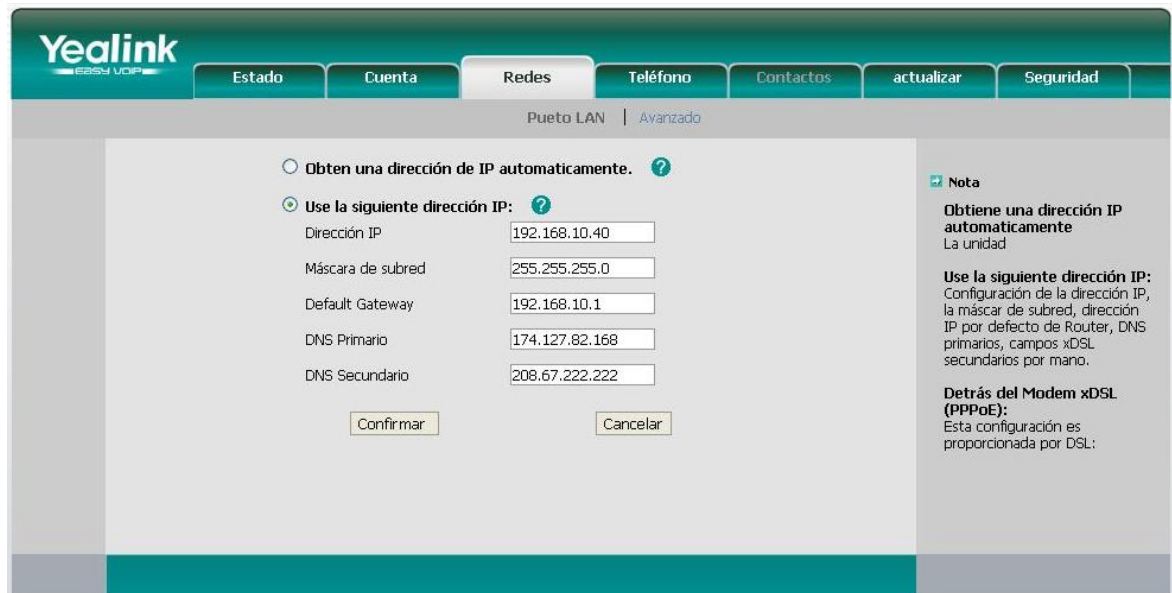 Yealink
EASY VOIP
Estado
Cuenta
Redes
Teléfono
Contactos
actualizar
Seguridad
Pueto LAN | Avanzado
Obten una dirección de IP automaticamente. ?
Use la siguiente dirección IP: ?
Dirección IP 192.168.10.40
Máscara de subred 255.255.255.0
Default Gateway 192.168.10.1
DNS Primario 174.127.82.168
DNS Secundario 208.67.222.222
Confirmar
Cancelar
Nota
Obtiene una dirección IP
automaticamente
La unidad
Use la siguiente dirección IP:
Configuración de la dirección IP,
la máscar de subred, dirección
IP por defecto de Router, DNS
primarios, campos xDSL
secundarios por mano.
Detrás del Modem xDSL
(PPPoE):
Esta configuración es
proporcionada por DSL: